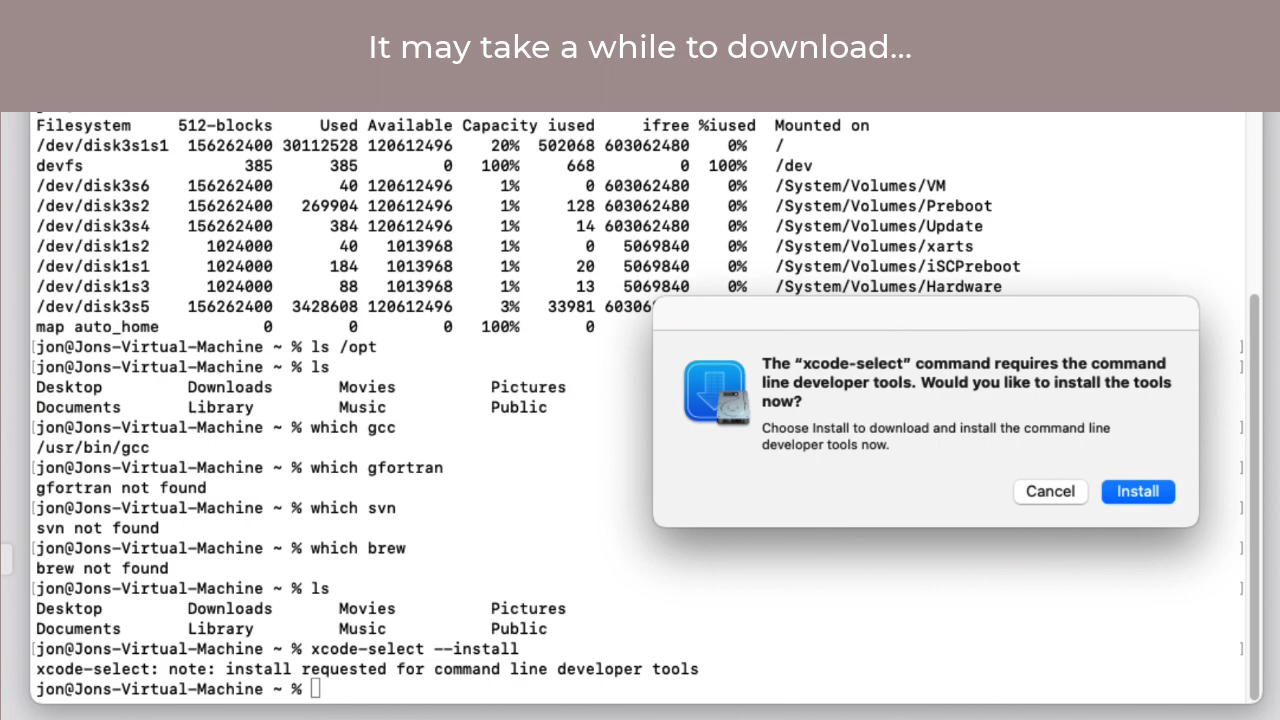 It may take a while to download...
Filesystem 512-blocks Used Available Capacity iused ifree %iused Mounted on
/dev/disk3s1s1 156262400 30112528 120612496 20% 502068 603062480 0% /
devfs 385 385 0 100% 668 0 100% /dev
/dev/disk3s6 156262400 40 120612496 1% 0 603062480 0% /System/Volumes/VM
/dev/disk3s2 156262400 269904 120612496 1% 128 603062480 0% /System/Volumes/Preboot
/dev/disk3s4 156262400 384 120612496 1% 14 603062480 0% /System/Volumes/Update
/dev/disk1s2 1024000 40 1013968 1% 0 5069840 0% /System/Volumes/xarts
/dev/disk1s1 1024000 184 1013968 1% 20 5069840 0% /System/Volumes/iSCPreboot
/dev/disk1s3 1024000 88 1013968 1% 13 5069840 0% /System/Volumes/Hardware
/dev/disk3s5 156262400 3428608 120612496 3% 33981
map auto_home 0 0 0 100% 0
[jon@Jons-Virtual-Machine ~ % ls /opt ]
[jon@Jons-Virtual-Machine ~ % ls ]
Desktop Downloads Movies Pictures
Documents Library Music Public
[jon@Jons-Virtual-Machine ~ % which gcc ]
/usr/bin/gcc
[jon@Jons-Virtual-Machine ~ % which gfortran ]
gfortran not found
[jon@Jons-Virtual-Machine ~ % which svn ]
svn not found
[jon@Jons-Virtual-Machine ~ % which brew ]
brew not found
[jon@Jons-Virtual-Machine ~ % ls ]
Desktop Downloads Movies Pictures
Documents Library Music Public
[jon@Jons-Virtual-Machine ~ % xcode-select --install ]
xcode-select: note: install requested for command line developer tools
jon@Jons-Virtual-Machine ~ %
The “xcode-select” command requires the command
line developer tools. Would you like to install the tools
now?
Choose Install to download and install the command line
developer tools now.
Cancel Install